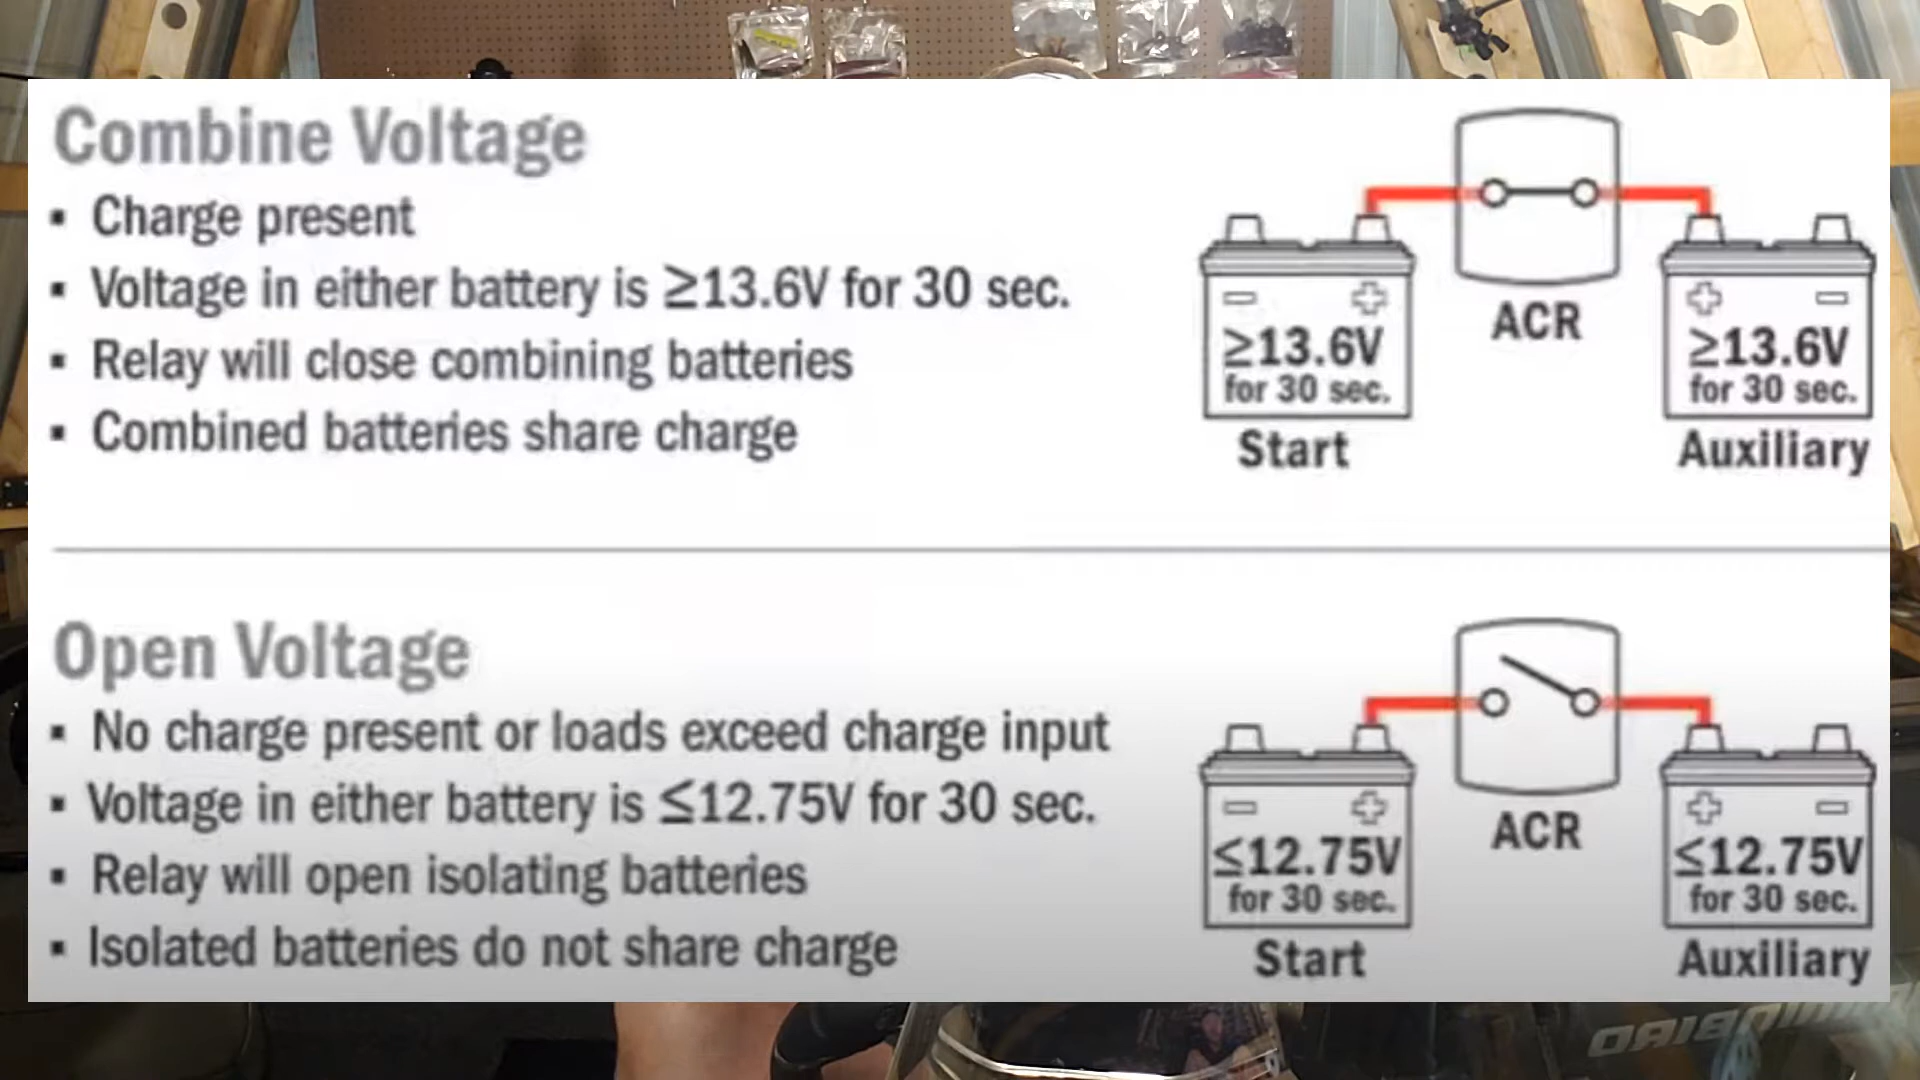 Combine Voltage
▪ Charge present
▪ Voltage in either battery is ≥13.6V for 30 sec.
▪ Relay will close combining batteries
▪ Combined batteries share charge
ACR
≥13.6V
for 30 sec.
Start
≥13.6V
for 30 sec.
Auxiliary
Open Voltage
▪ No charge present or loads exceed charge input
▪ Voltage in either battery is ≤12.75V for 30 sec.
▪ Relay will open isolating batteries
▪ Isolated batteries do not share charge
ACR
≤12.75V
for 30 sec.
Start
≤12.75V
for 30 sec.
Auxiliary